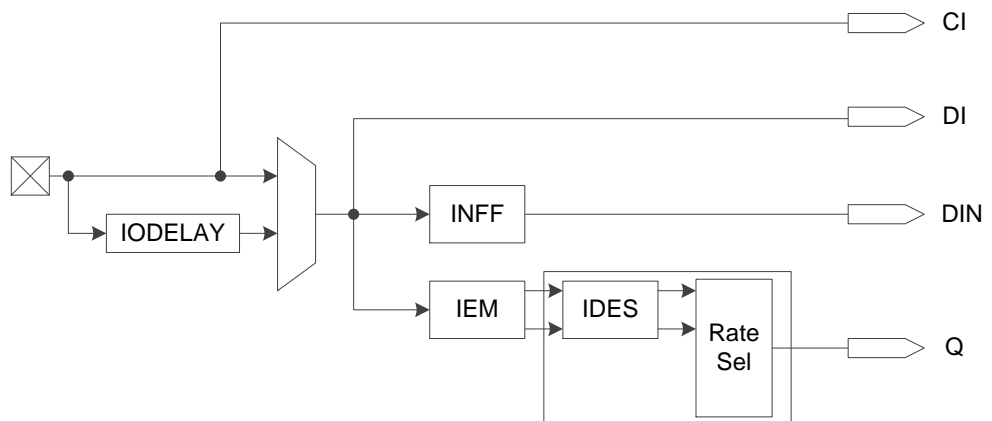 CI
DI
IODELAY
INFF
DIN
IEM
IDES
Rate
Sel
Q